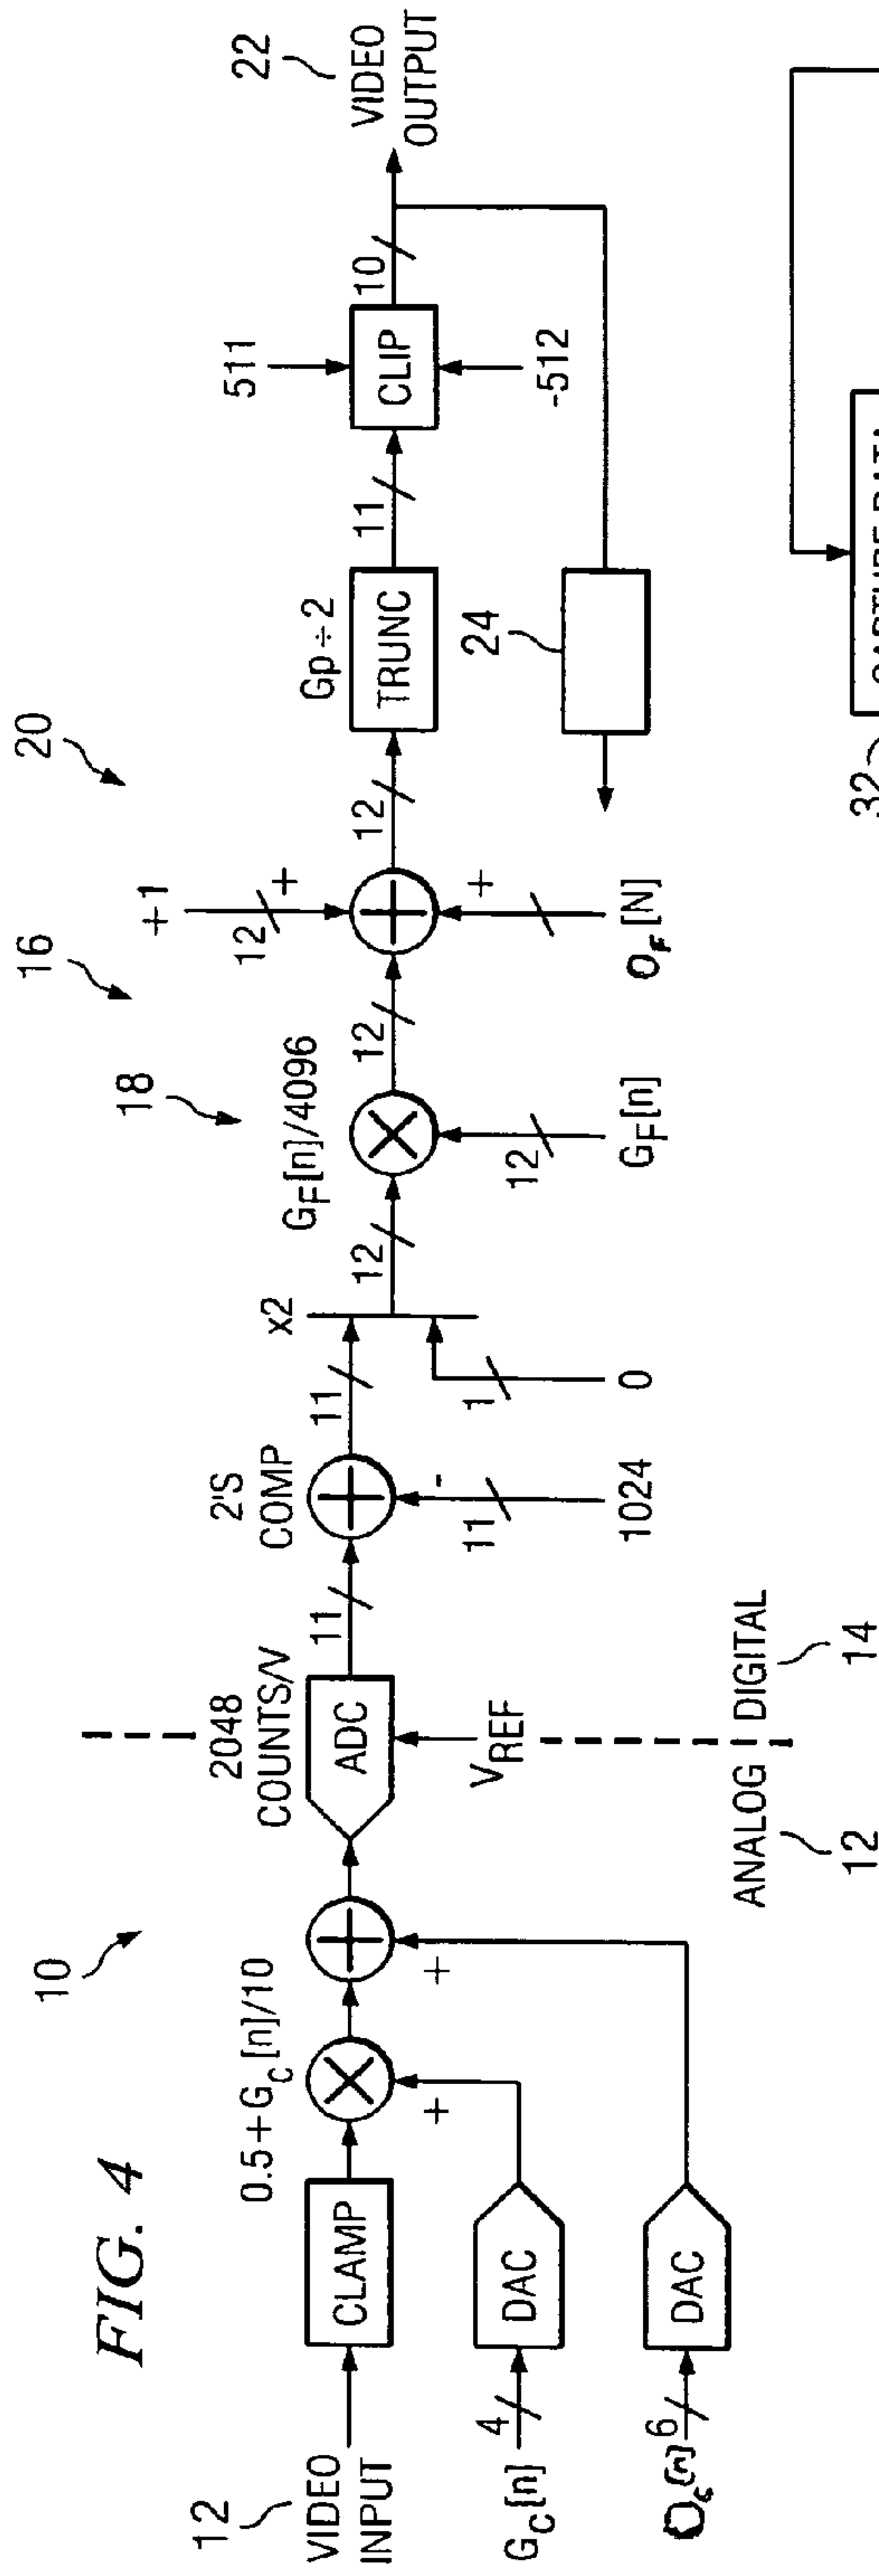 FIG. 4
10
16
18
20
22
12
VIDEO
INPUT
CLAMP
0.5+G_C[n]/10
+
+
G_C[n]
4
DAC
O_C[n]
6
DAC
2048
COUNTS/V
ADC
V_REF
ANALOG
DIGITAL
12
14
11
2'S
COMP
-
11
1024
11
x2
1
0
12
G_F[n]/4096
12
G_F[n]
12
+1
12
+
+
O_F[N]
12
Gp÷2
TRUNC
11
511
CLIP
-512
10
VIDEO
OUTPUT
24
32